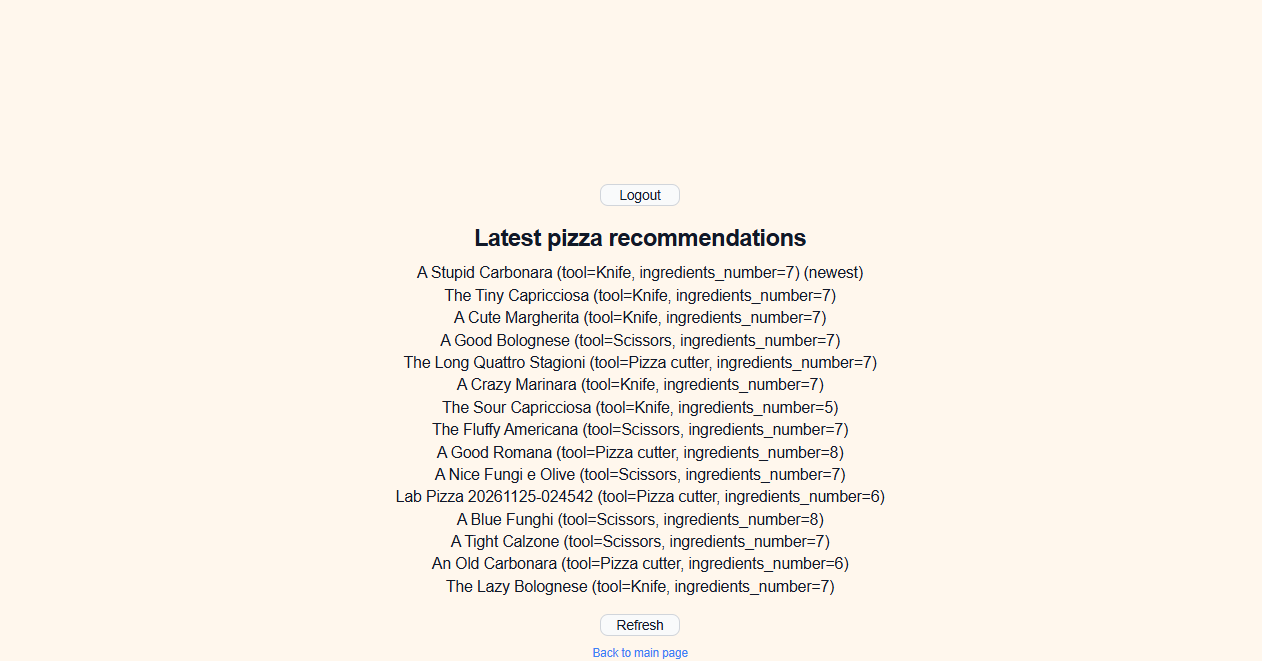 Logout
Latest pizza recommendations
A Stupid Carbonara (tool=Knife, ingredients_number=7) (newest)
The Tiny Capricciosa (tool=Knife, ingredients_number=7)
A Cute Margherita (tool=Knife, ingredients_number=7)
A Good Bolognese (tool=Scissors, ingredients_number=7)
The Long Quattro Stagioni (tool=Pizza cutter, ingredients_number=7)
A Crazy Marinara (tool=Knife, ingredients_number=7)
The Sour Capricciosa (tool=Knife, ingredients_number=5)
The Fluffy Americana (tool=Scissors, ingredients_number=7)
A Good Romana (tool=Pizza cutter, ingredients_number=8)
A Nice Fungi e Olive (tool=Scissors, ingredients_number=7)
Lab Pizza 20261125-024542 (tool=Pizza cutter, ingredients_number=6)
A Blue Funghi (tool=Scissors, ingredients_number=8)
A Tight Calzone (tool=Scissors, ingredients_number=7)
An Old Carbonara (tool=Pizza cutter, ingredients_number=6)
The Lazy Bolognese (tool=Knife, ingredients_number=7)
Refresh
Back to main page